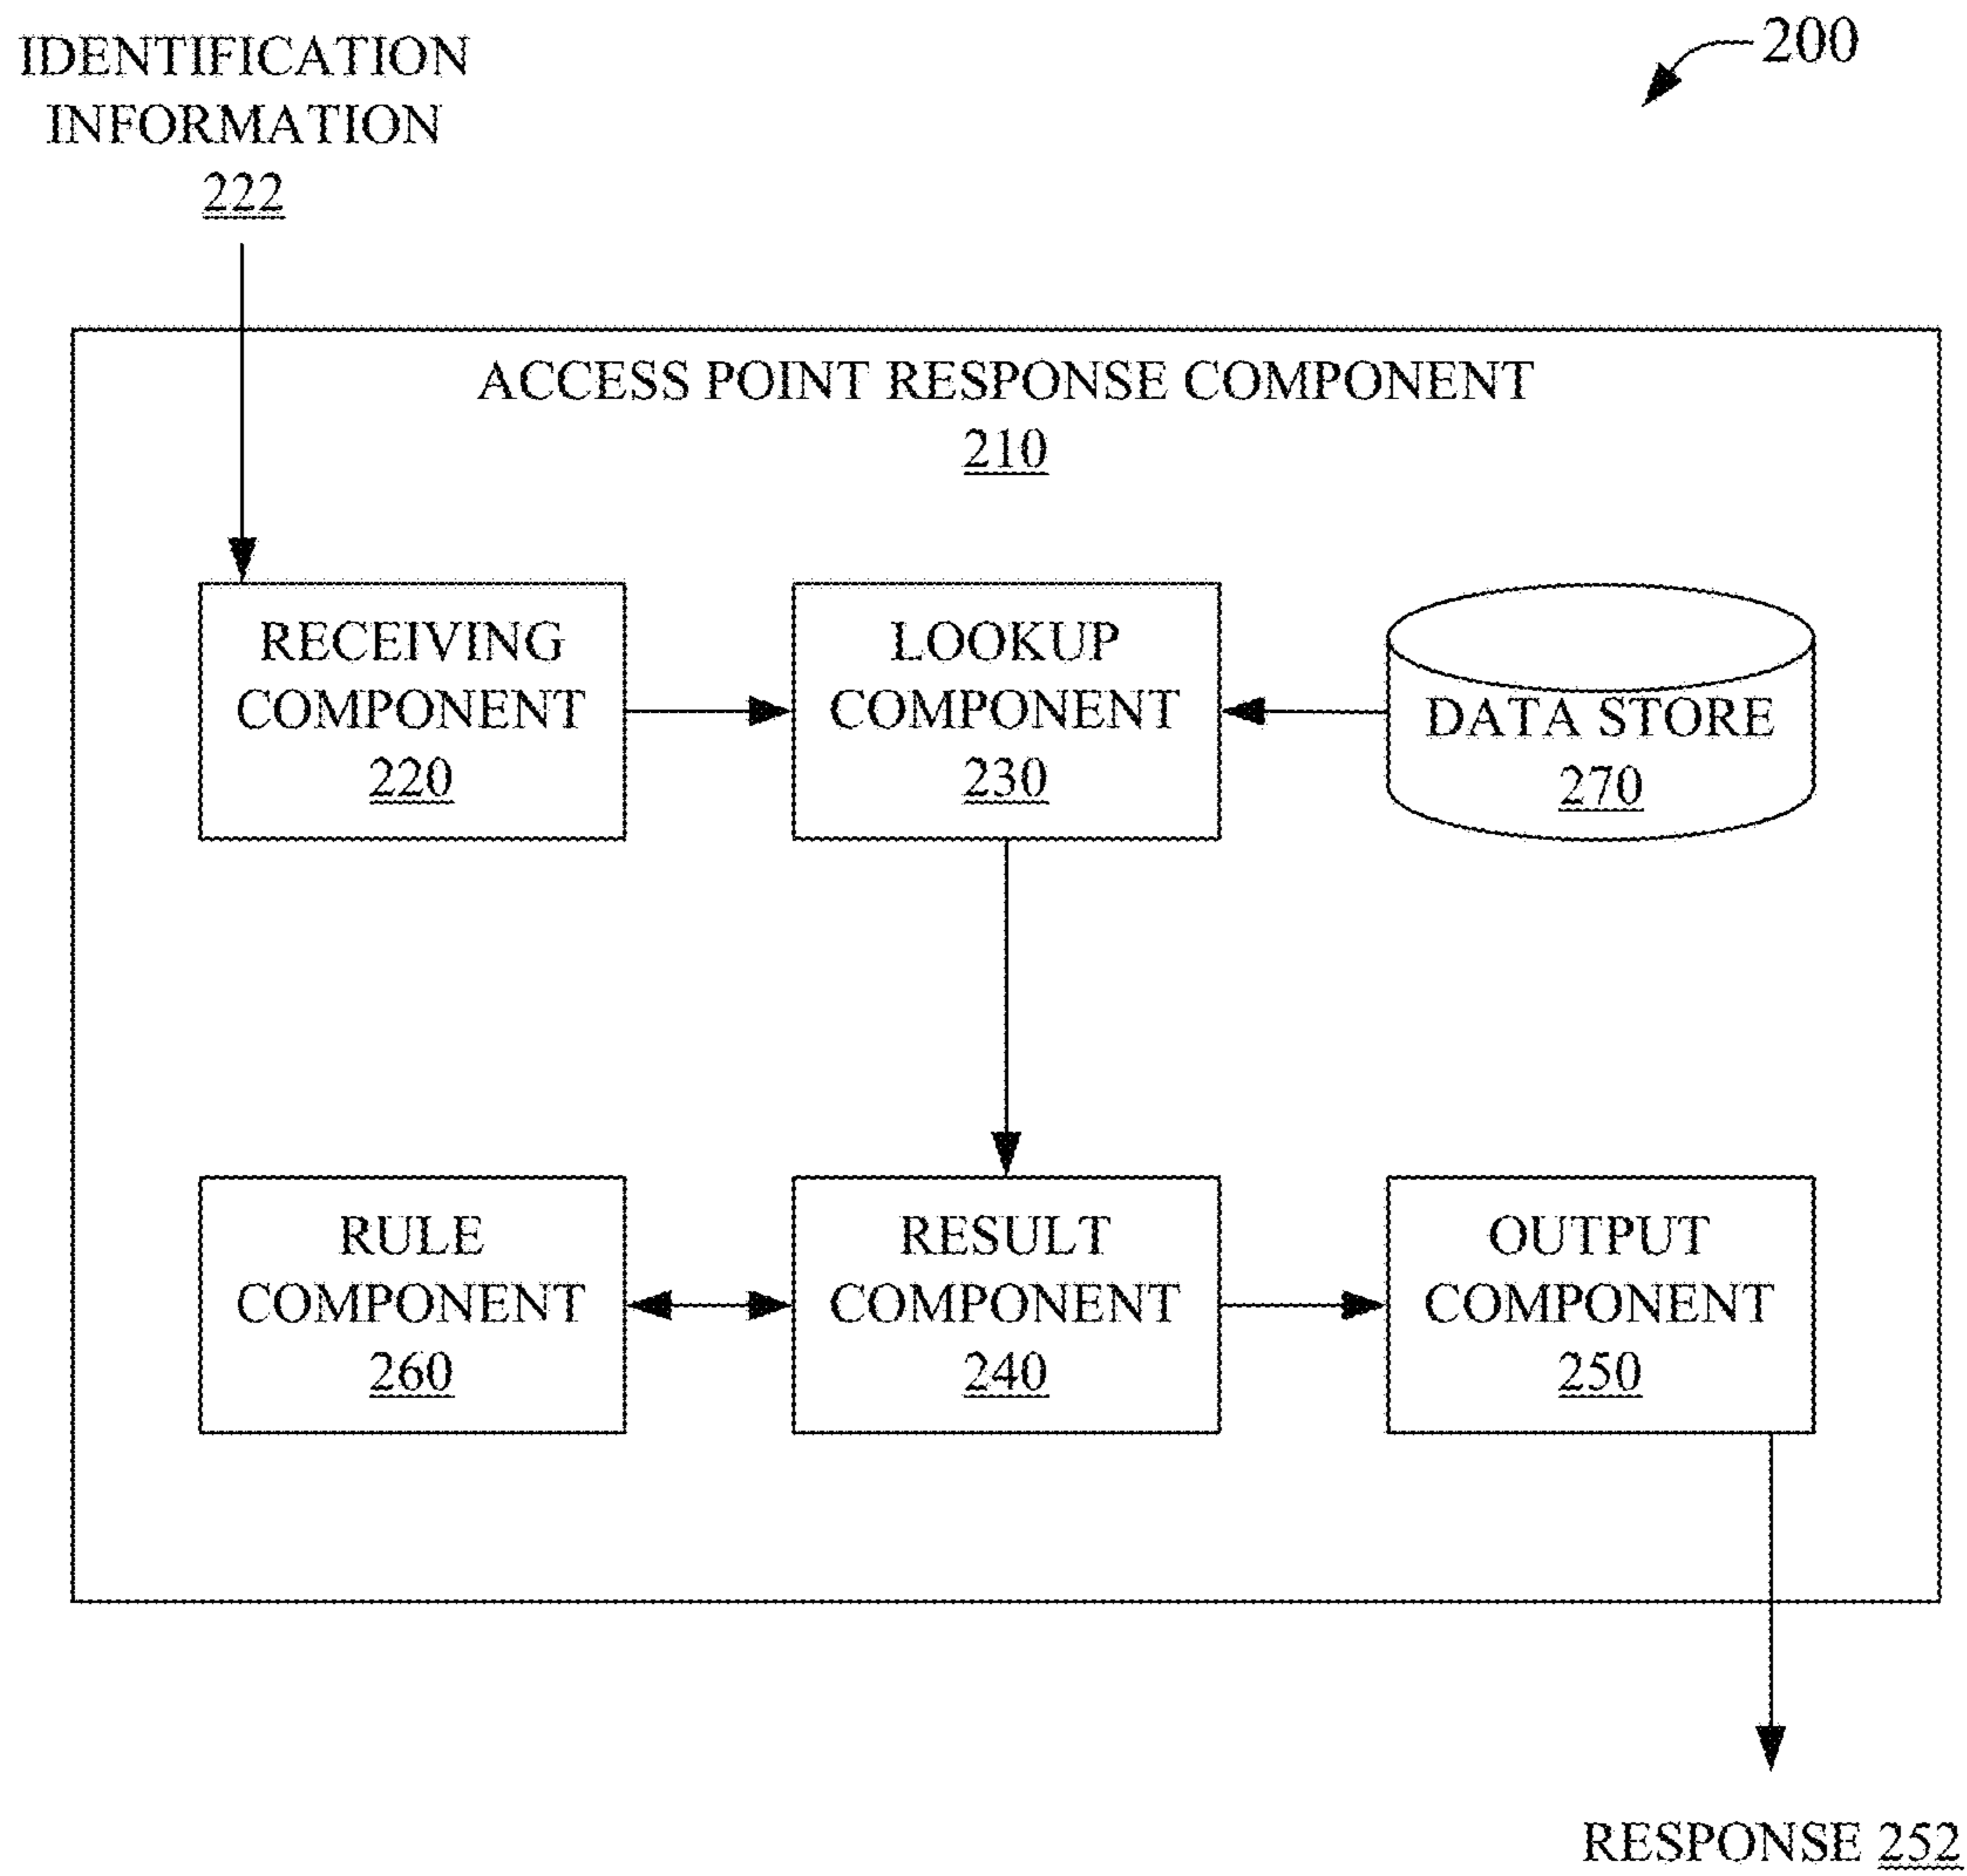 200
IDENTIFICATION
INFORMATION
222
ACCESS POINT RESPONSE COMPONENT
210
RECEIVING
COMPONENT
220
LOOKUP
COMPONENT
230
DATA STORE
270
RULE
COMPONENT
260
RESULT
COMPONENT
240
OUTPUT
COMPONENT
250
RESPONSE 252